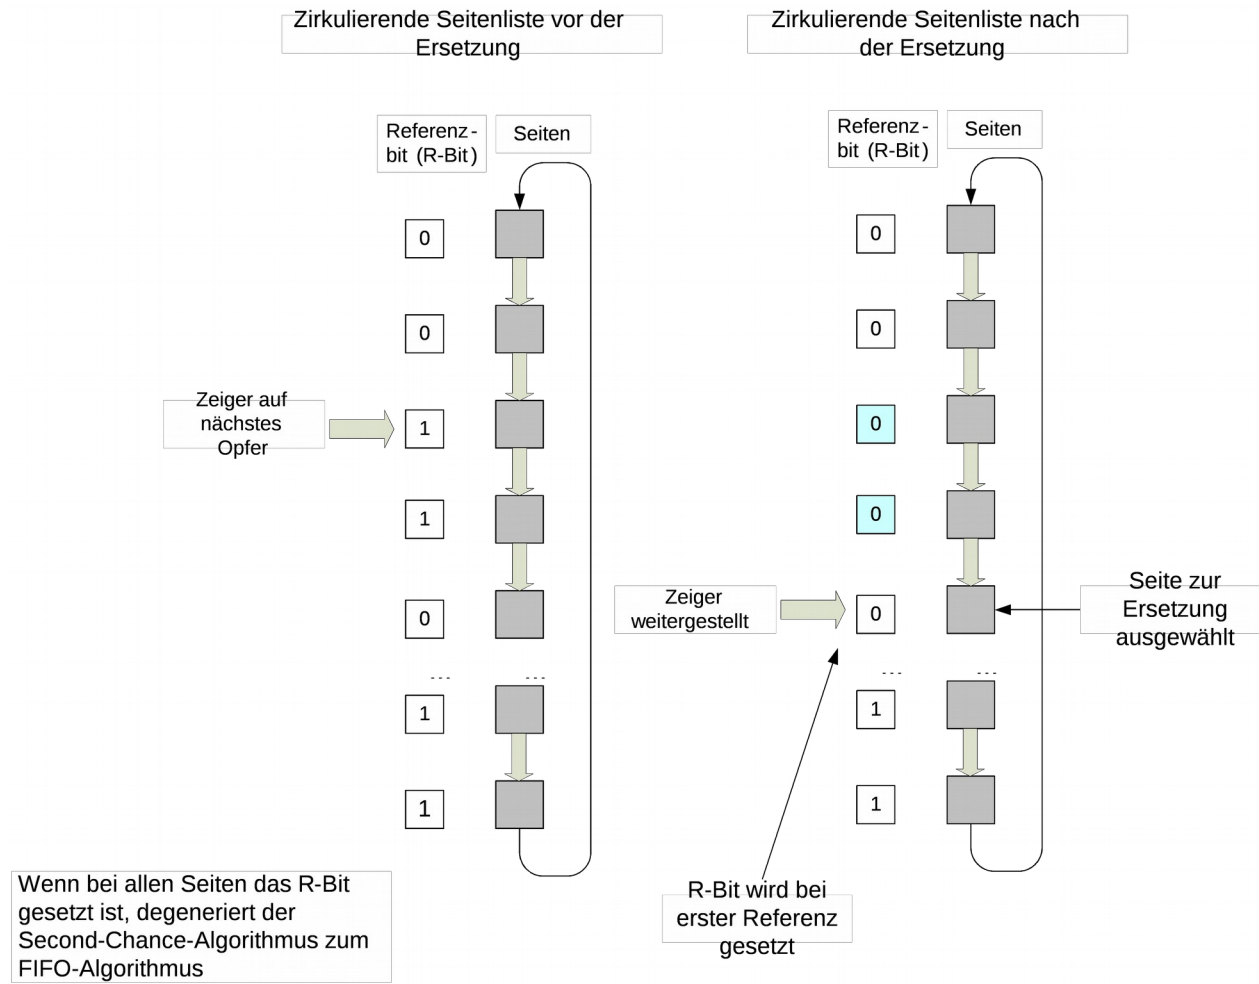 Zirkulierende Seitenliste vor der
Ersetzung
Zirkulierende Seitenliste nach
der Ersetzung
Referenz-
bit (R-Bit)
Seiten
Referenz-
bit (R-Bit)
Seiten
0
0
0
0
Zeiger auf
nächstes
Opfer
1
0
1
0
0
Zeiger
weitergestellt
0
Seite zur
Ersetzung
ausgewählt
...
...
...
...
1
1
1
1
Wenn bei allen Seiten das R-Bit
gesetzt ist, degeneriert der
Second-Chance-Algorithmus zum
FIFO-Algorithmus
R-Bit wird bei
erster Referenz
gesetzt